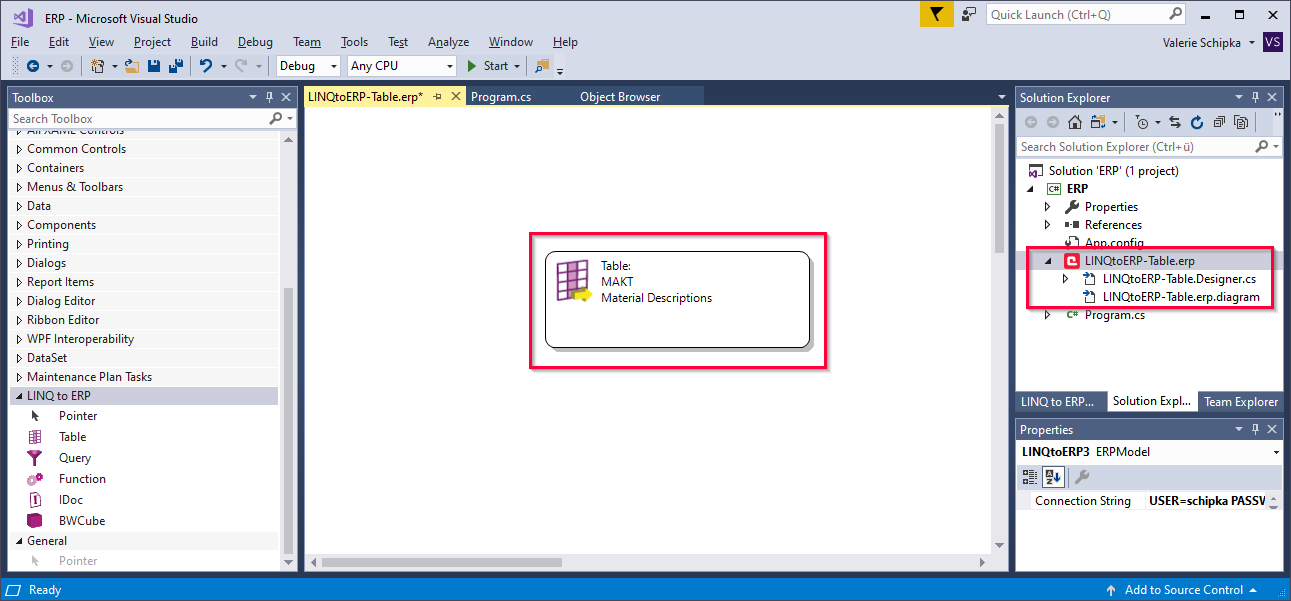 ERP - Microsoft Visual Studio
Quick Launch (Ctrl+Q)
File Edit View Project Build Debug Team Tools Test Analyze Window Help
Valerie Schipka VS
Debug Any CPU Start
Toolbox
Search Toolbox
All XAML Controls
Common Controls
Containers
Menus & Toolbars
Data
Components
Printing
Dialogs
Report Items
Dialog Editor
Ribbon Editor
WPF Interoperability
DataSet
Maintenance Plan Tasks
LINQ to ERP
Pointer
Table
Query
Function
IDoc
BWCube
General
Pointer
LINQtoERP-Table.erp* Program.cs Object Browser
Table:
MAKT
Material Descriptions
Solution Explorer
Search Solution Explorer (Ctrl+ü)
Solution 'ERP' (1 project)
C# ERP
Properties
References
App.config
LINQtoERP-Table.erp
LINQtoERP-Table.Designer.cs
LINQtoERP-Table.erp.diagram
C# Program.cs
LINQ to ERP... Solution Expl... Team Explorer
Properties
LINQtoERP3 ERPModel
Connection String USER=schipka PASSW
Ready
Add to Source Control